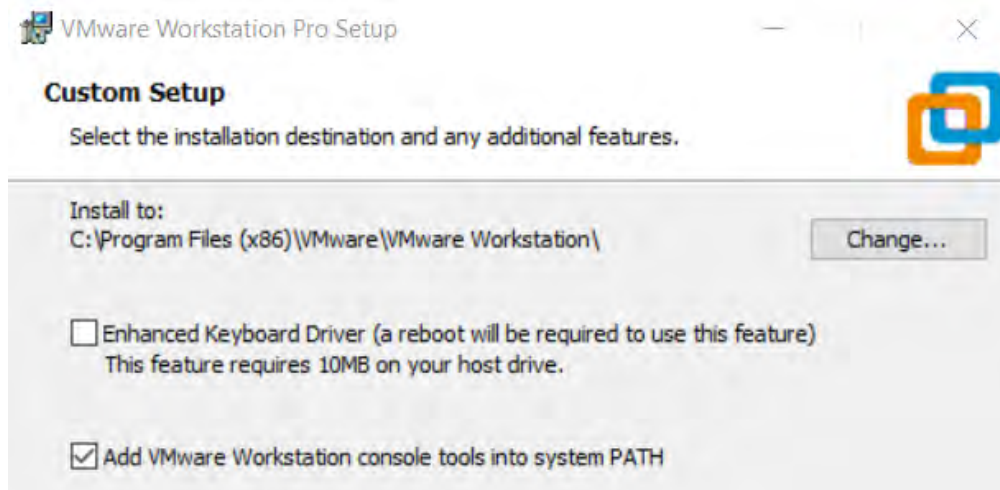 VMware Workstation Pro Setup
Custom Setup
Select the installation destination and any additional features.
Install to:
C:\Program Files (x86)\VMware\VMware Workstation\
Change...
Enhanced Keyboard Driver (a reboot will be required to use this feature)
This feature requires 10MB on your host drive.
Add VMware Workstation console tools into system PATH